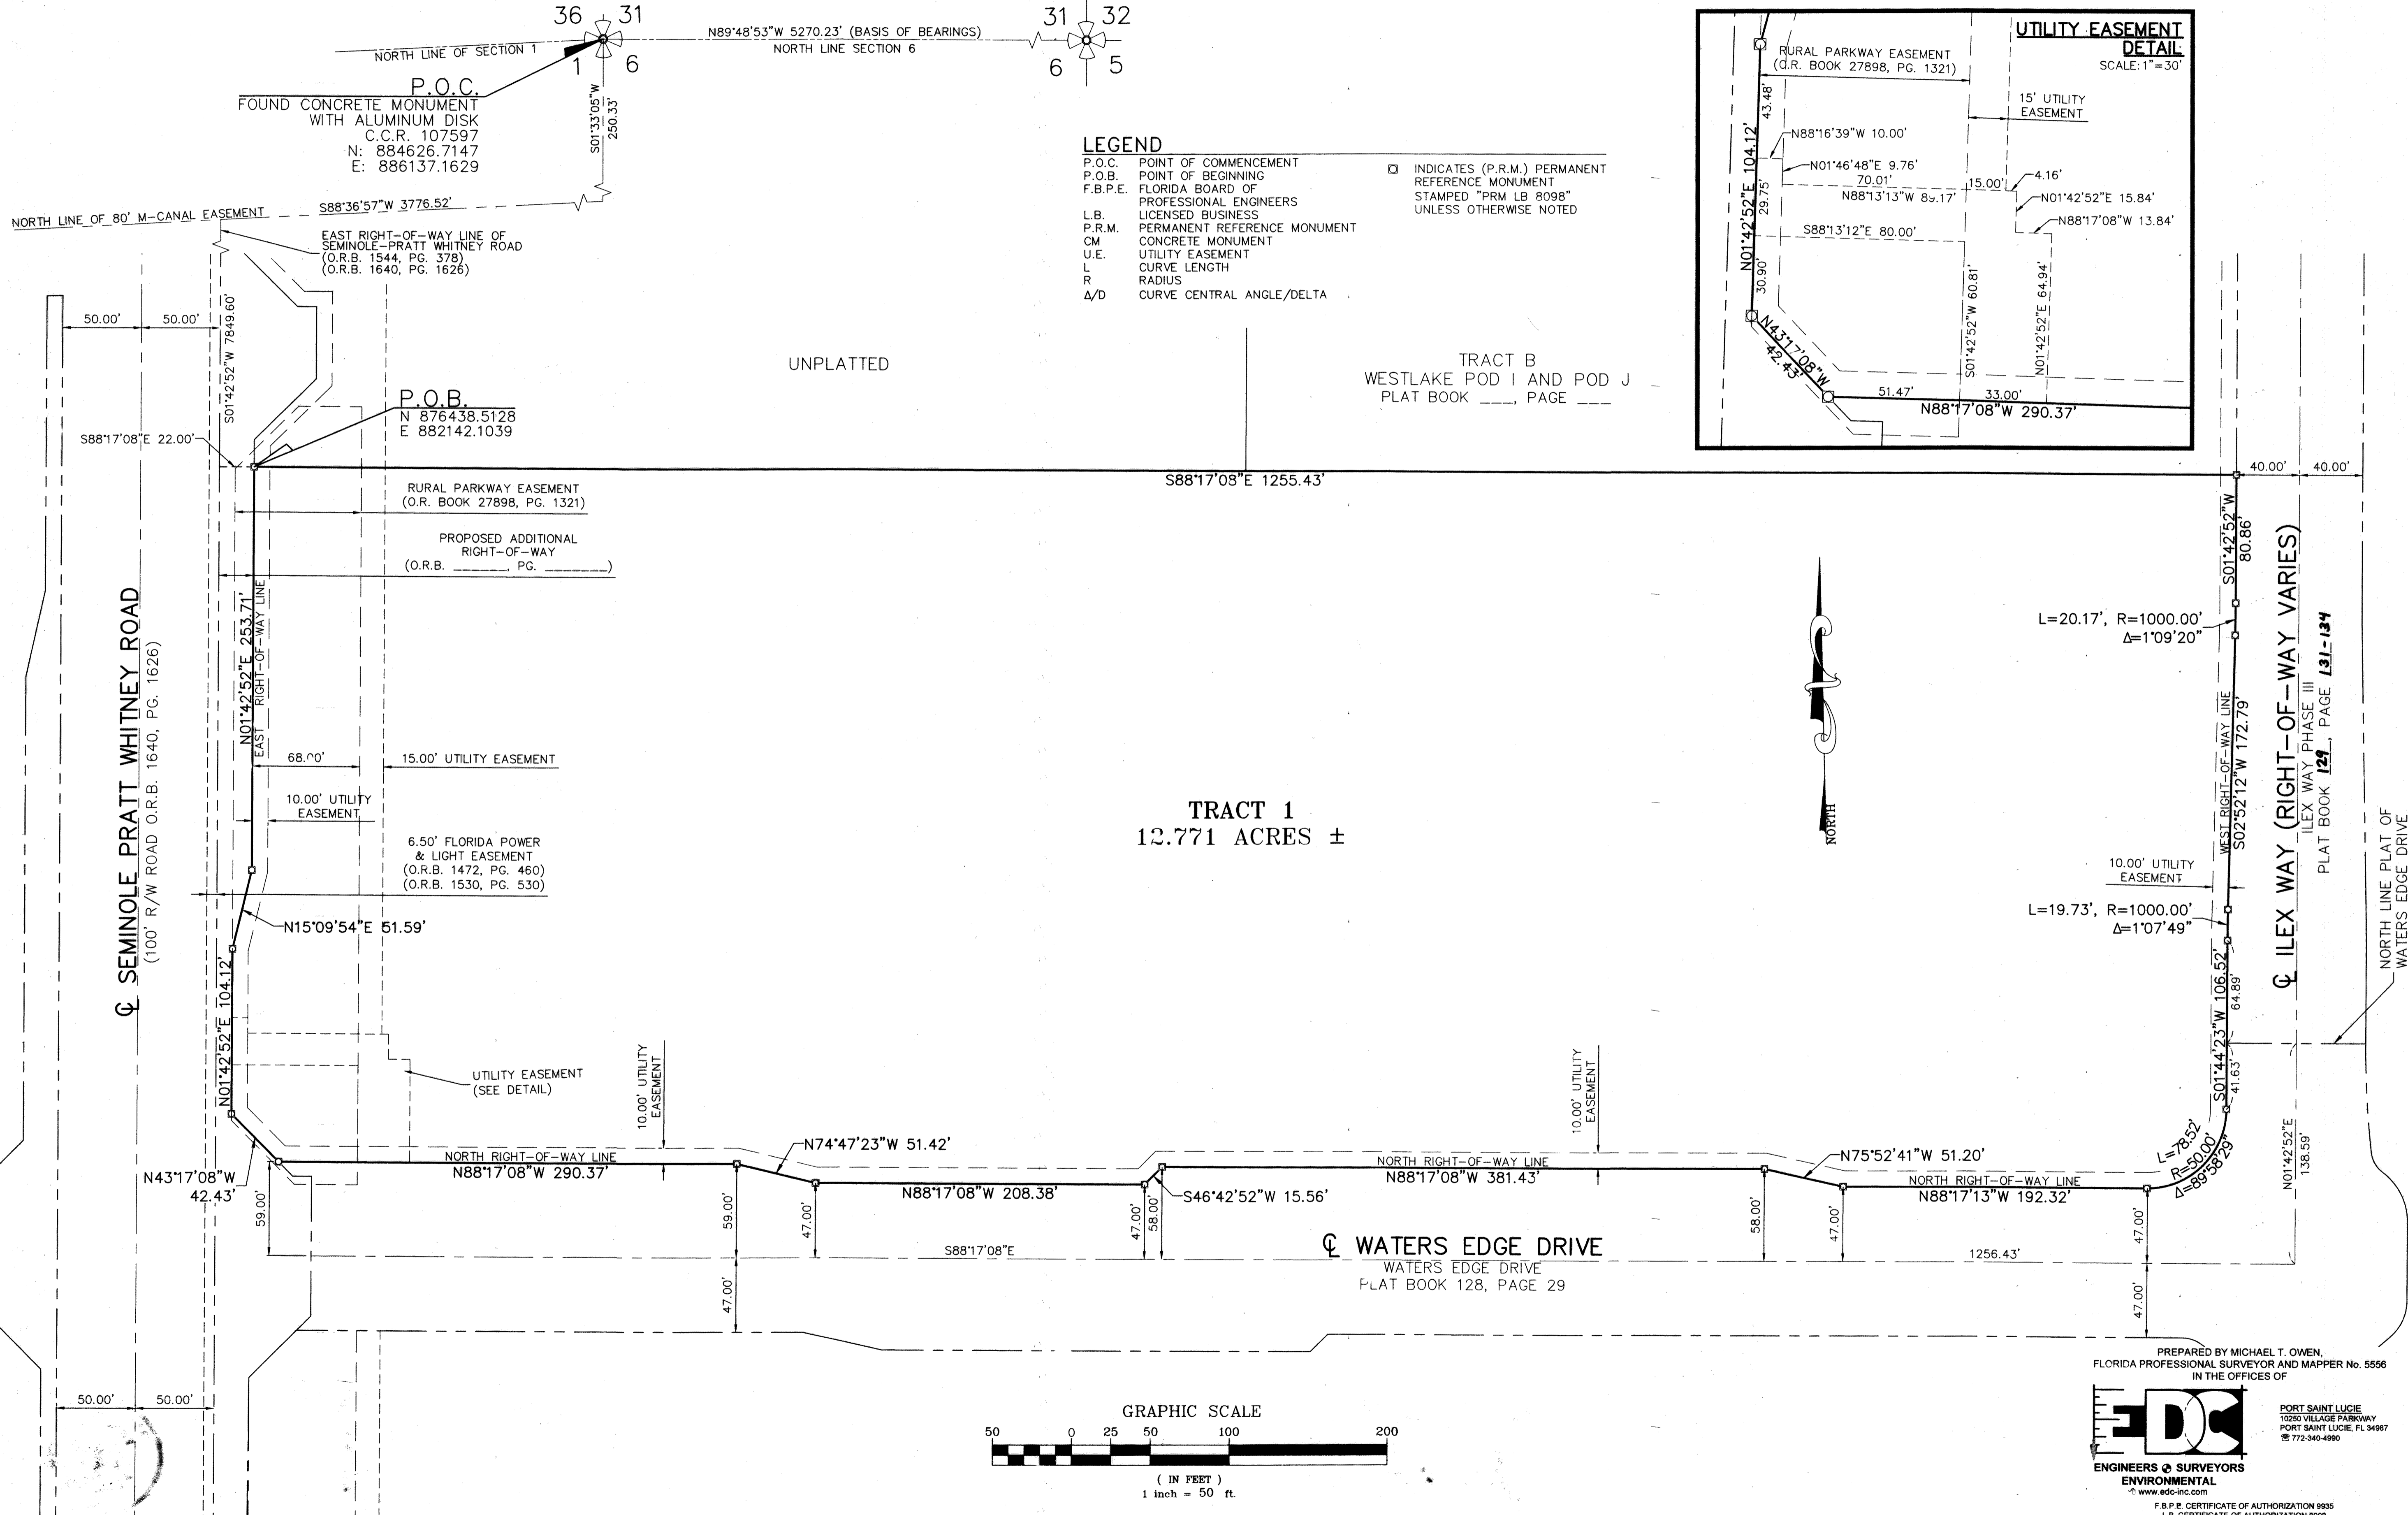 36 31
31 32
N89°48'53"W 5270.23' (BASIS OF BEARINGS)
NORTH LINE OF SECTION 1
NORTH LINE SECTION 6
1 6
6 5
P.O.C.
FOUND CONCRETE MONUMENT
WITH ALUMINUM DISK
C.C.R. 107597
N: 884626.7147
E: 886137.1629
S01°33'05"W
250.33'
NORTH LINE OF 80' M-CANAL EASEMENT
S88°36'57"W 3776.52'
EAST RIGHT-OF-WAY LINE OF
SEMINOLE-PRATT WHITNEY ROAD
(O.R.B. 1544, PG. 378)
(O.R.B. 1640, PG. 1626)
LEGEND
P.O.C. POINT OF COMMENCEMENT
P.O.B. POINT OF BEGINNING
F.B.P.E. FLORIDA BOARD OF
PROFESSIONAL ENGINEERS
L.B. LICENSED BUSINESS
P.R.M. PERMANENT REFERENCE MONUMENT
CM CONCRETE MONUMENT
U.E. UTILITY EASEMENT
L CURVE LENGTH
R RADIUS
Δ/D CURVE CENTRAL ANGLE/DELTA
INDICATES (P.R.M.) PERMANENT
REFERENCE MONUMENT
STAMPED "PRM LB 8098"
UNLESS OTHERWISE NOTED
UTILITY EASEMENT
DETAIL
SCALE: 1"=30'
RURAL PARKWAY EASEMENT
(O.R. BOOK 27898, PG. 1321)
15' UTILITY
EASEMENT
43.48'
N88°16'39"W 10.00'
N01°46'48"E 9.76'
70.01'
15.00'
4.16'
N88°13'13"W 89.17'
N01°42'52"E 15.84'
N88°17'08"W 13.84'
N01°42'52"E 104.12'
29.75'
S88°13'12"E 80.00'
30.90'
S01°42'52"W 60.81'
N01°42'52"E 64.94'
N43°17'08"W
42.43'
51.47'
33.00'
N88°17'08"W 290.37'
50.00' 50.00'
S01°42'52"W 7849.60'
UNPLATTED
TRACT B
WESTLAKE POD I AND POD J
PLAT BOOK ___, PAGE ___
P.O.B.
N 876438.5128
E 882142.1039
S88°17'08"E 22.00'
S88°17'08"E 1255.43'
40.00' 40.00'
RURAL PARKWAY EASEMENT
(O.R. BOOK 27898, PG. 1321)
PROPOSED ADDITIONAL
RIGHT-OF-WAY
(O.R.B. ______, PG. _______)
S01°42'52"W
80.86'
L=20.17', R=1000.00'
Δ=1°09'20"
℄ SEMINOLE PRATT WHITNEY ROAD
(100' R/W ROAD O.R.B. 1640, PG. 1626)
N01°42'52"E 253.71'
EAST RIGHT-OF-WAY LINE
68.00'
15.00' UTILITY EASEMENT
10.00' UTILITY
EASEMENT
6.50' FLORIDA POWER
& LIGHT EASEMENT
(O.R.B. 1472, PG. 460)
(O.R.B. 1530, PG. 530)
N15°09'54"E 51.59'
TRACT 1
12.771 ACRES ±
NORTH
WEST RIGHT-OF-WAY LINE
S02°52'12"W 172.79'
℄ ILEX WAY (RIGHT-OF-WAY VARIES)
ILEX WAY PHASE III
PLAT BOOK 129, PAGE 131-134
10.00' UTILITY
EASEMENT
L=19.73', R=1000.00'
Δ=1°07'49"
NORTH LINE PLAT OF
WATERS EDGE DRIVE
N01°42'52"E 104.12'
S01°44'23"W 106.52'
64.89'
41.63'
UTILITY EASEMENT
(SEE DETAIL)
10.00' UTILITY
EASEMENT
10.00' UTILITY
EASEMENT
N43°17'08"W
42.43'
NORTH RIGHT-OF-WAY LINE
N88°17'08"W 290.37'
N74°47'23"W 51.42'
N88°17'08"W 208.38'
S46°42'52"W 15.56'
NORTH RIGHT-OF-WAY LINE
N88°17'08"W 381.43'
N75°52'41"W 51.20'
NORTH RIGHT-OF-WAY LINE
N88°17'13"W 192.32'
L=78.52'
R=50.00'
Δ=89°58'29"
N01°42'52"E
138.59'
59.00'
59.00'
47.00'
47.00'
58.00'
58.00'
47.00'
47.00'
S88°17'08"E
1256.43'
℄ WATERS EDGE DRIVE
WATERS EDGE DRIVE
PLAT BOOK 128, PAGE 29
47.00'
47.00'
50.00' 50.00'
GRAPHIC SCALE
50 0 25 50 100 200
( IN FEET )
1 inch = 50 ft.
PREPARED BY MICHAEL T. OWEN,
FLORIDA PROFESSIONAL SURVEYOR AND MAPPER No. 5556
IN THE OFFICES OF
EDC
PORT SAINT LUCIE
10250 VILLAGE PARKWAY
PORT SAINT LUCIE, FL 34987
772-340-4990
ENGINEERS SURVEYORS
ENVIRONMENTAL
www.edc-inc.com
F.B.P.E. CERTIFICATE OF AUTHORIZATION 9935
L.B. CERTIFICATE OF AUTHORIZATION 8098